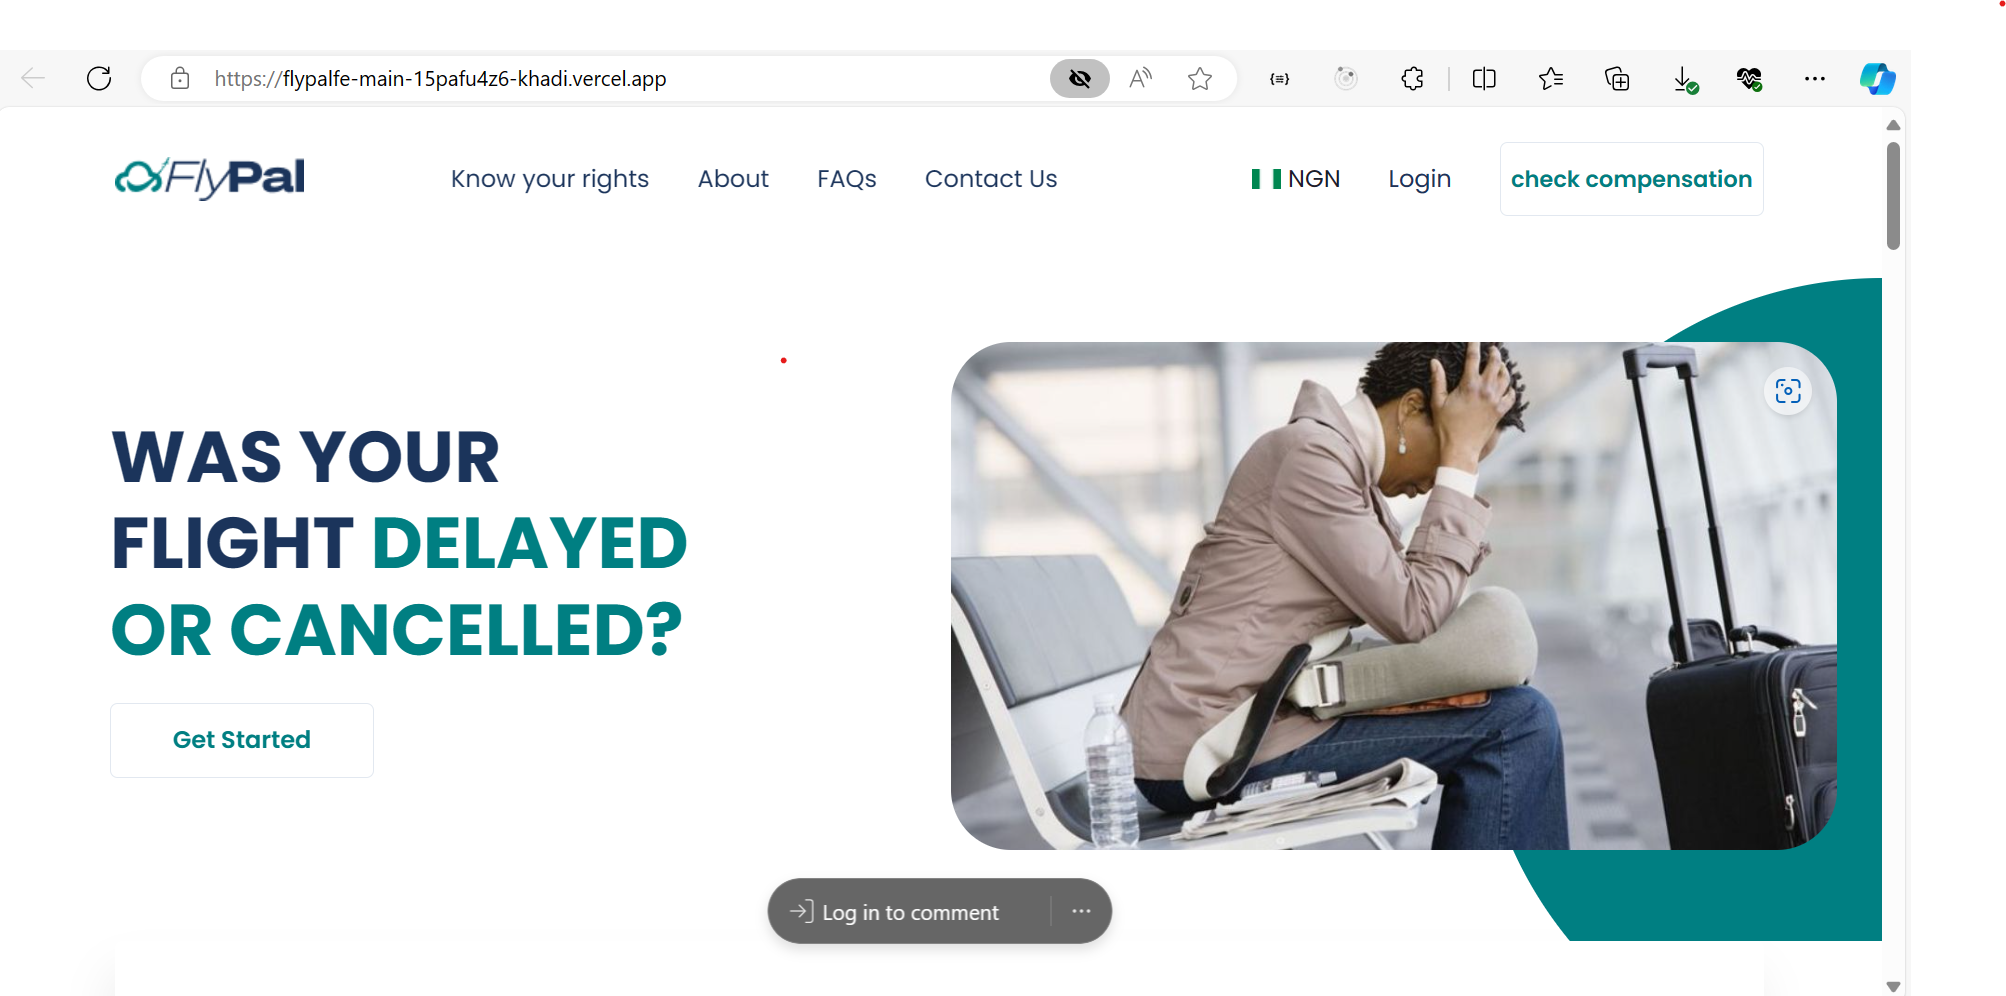 https://flypalfe-main-15pafu4z6-khadi.vercel.app
FlyPal
Know your rights
About
FAQs
Contact Us
NGN
Login
check compensation
WAS YOUR
FLIGHT DELAYED
OR CANCELLED?
Get Started
Log in to comment